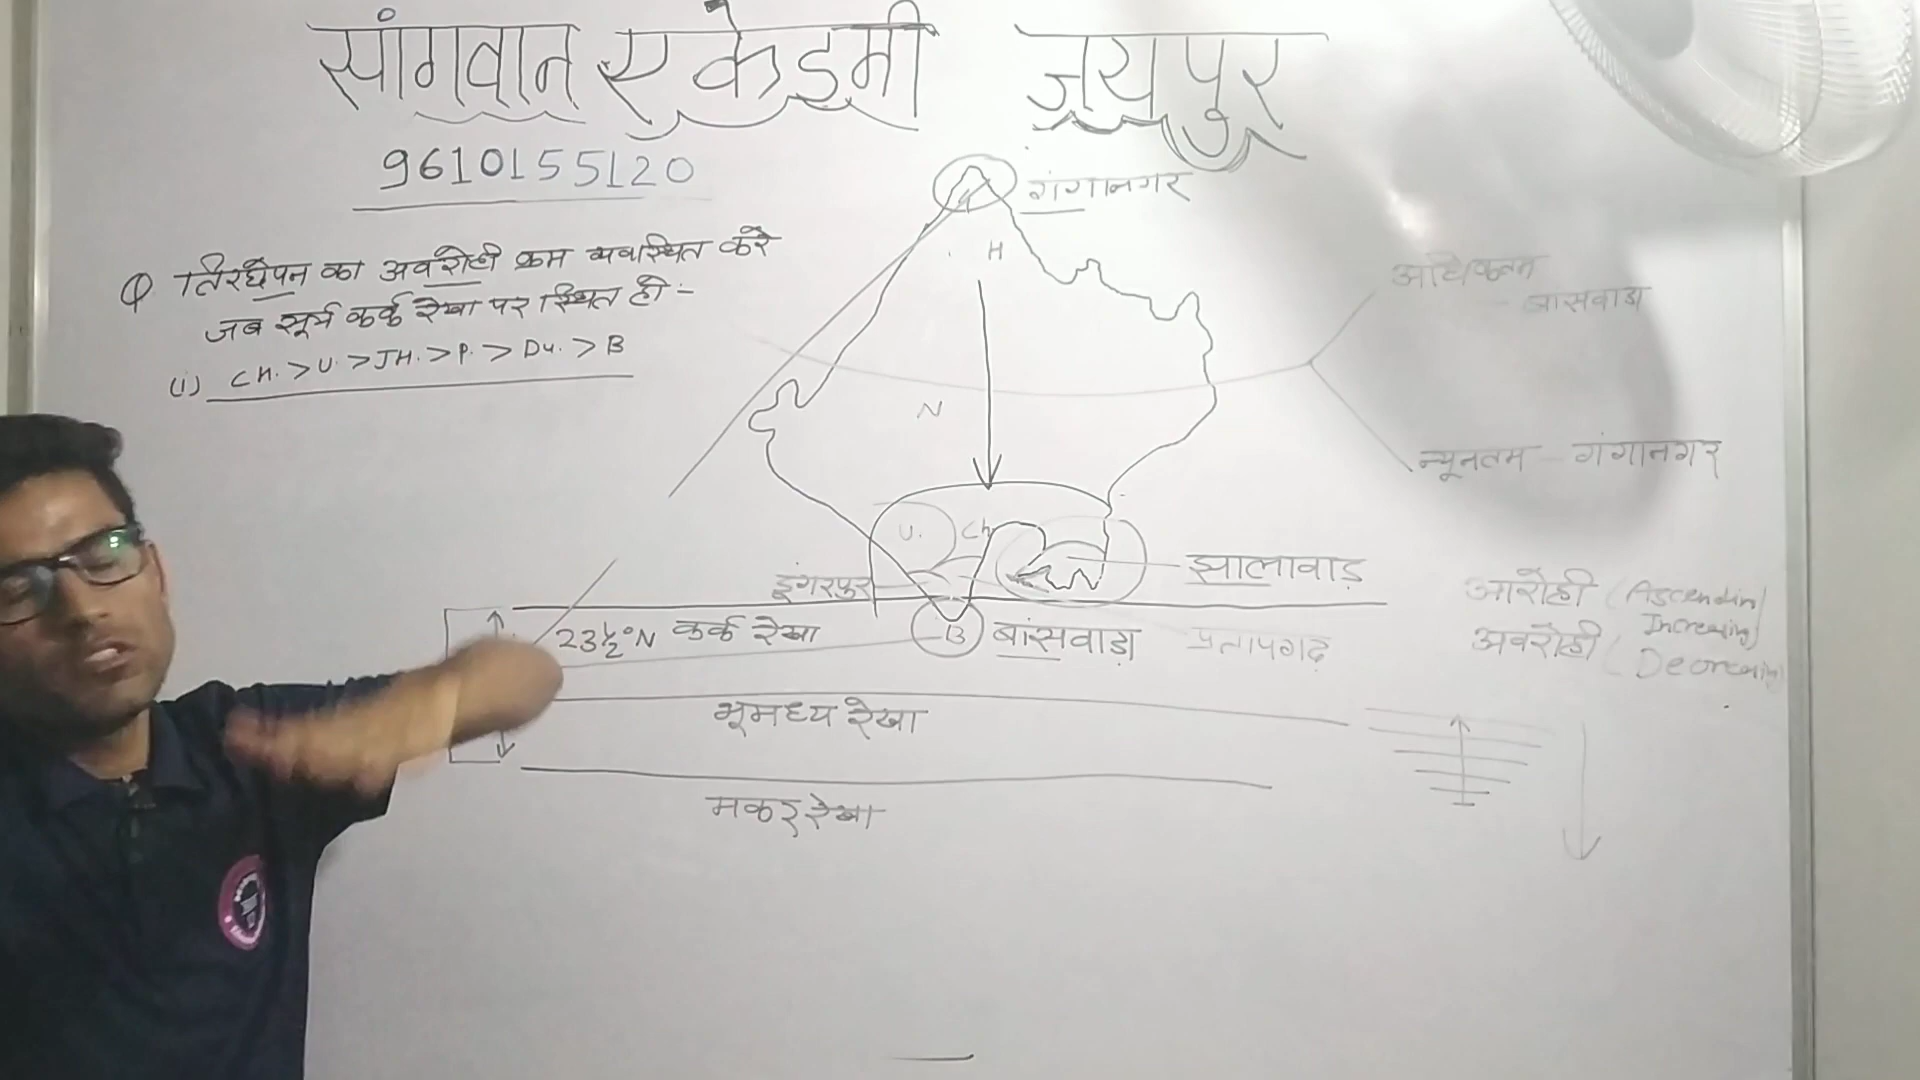 सांगवान एकेडमी जयपुर
9610155120
Q तिरछेपन का अवरोही क्रम व्यवस्थित करे
जब सूर्य कर्क रेखा पर स्थित हो :-
(i) CH. > U. > JH. > P. > Du. > B
गंगानगर
H
N
अधिकतम
- बासवाडा
न्यूनतम - गंगानगर
U.
Ch
झालावाड़
डुंगरपुर
23½°N कर्क रेखा
B
बांसवाड़ा
प्रतापगढ़
आरोही (Ascending
Increasing)
अवरोही (Decreasing
भूमध्य रेखा
मकर रेखा